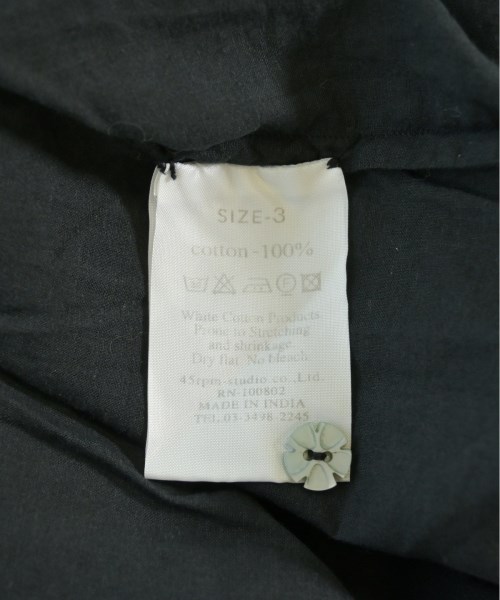 SIZE-3
cotton-100%
White Cotton Products.
Prone to Stretching
and shrinkage.
Dry flat. No bleach.
45rpm-studio co.,Ltd.
RN-100802
MADE IN INDIA
TEL.03-3498-2245